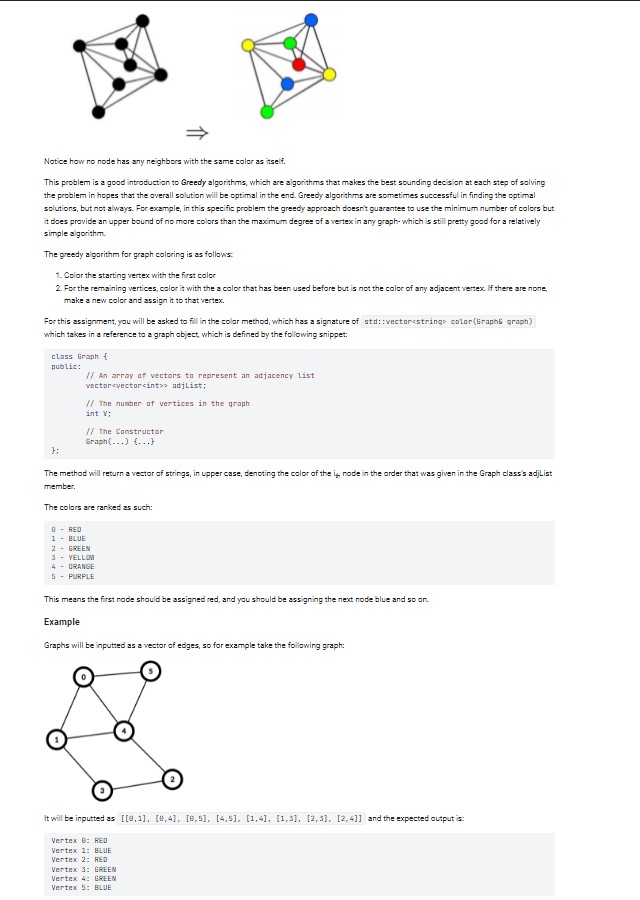 ⇒
Notice how no node has any neighbors with the same color as itself.
This problem is a good introduction to Greedy algorithms, which are algorithms that makes the best sounding decision at each step of solving
the problem in hopes that the overall solution will be optimal in the end. Greedy algorithms are sometimes successful in finding the optimal
solutions, but not always. For example, in this specific problem the greedy approach doesn't guarantee to use the minimum number of colors but
it does provide an upper bound of no more colors than the maximum degree of a vertex in any graph- which is still pretty good for a relatively
simple algorithm.
The greedy algorithm for graph coloring is as follows:
1. Color the starting vertex with the first color
2. For the remaining vertices, color it with the a color that has been used before but is not the color of any adjacent vertex. If there are none,
make a new color and assign it to that vertex.
For this assignment, you will be asked to fill in the color method, which has a signature of std::vector<string> color(Graph& graph)
which takes in a reference to a graph object, which is defined by the following snippet:
class Graph {
public:
// An array of vectors to represent an adjacency list
vector<vector<int>> adjList;
// The number of vertices in the graph
int V;
// The Constructor
Graph(...) {...}
};
The method will return a vector of strings, in upper case, denoting the color of the iₜₕ node in the order that was given in the Graph class's adjList
member.
The colors are ranked as such:
0 - RED
1 - BLUE
2 - GREEN
3 - YELLOW
4 - ORANGE
5 - PURPLE
This means the first node should be assigned red, and you should be assigning the next node blue and so on.
Example
Graphs will be inputted as a vector of edges, so for example take the following graph:
0
5
1
4
3
2
It will be inputted as [[0,1], [0,4], [0,5], [4,5], [1,4], [1,3], [2,3], [2,4]] and the expected output is:
Vertex 0: RED
Vertex 1: BLUE
Vertex 2: RED
Vertex 3: GREEN
Vertex 4: GREEN
Vertex 5: BLUE